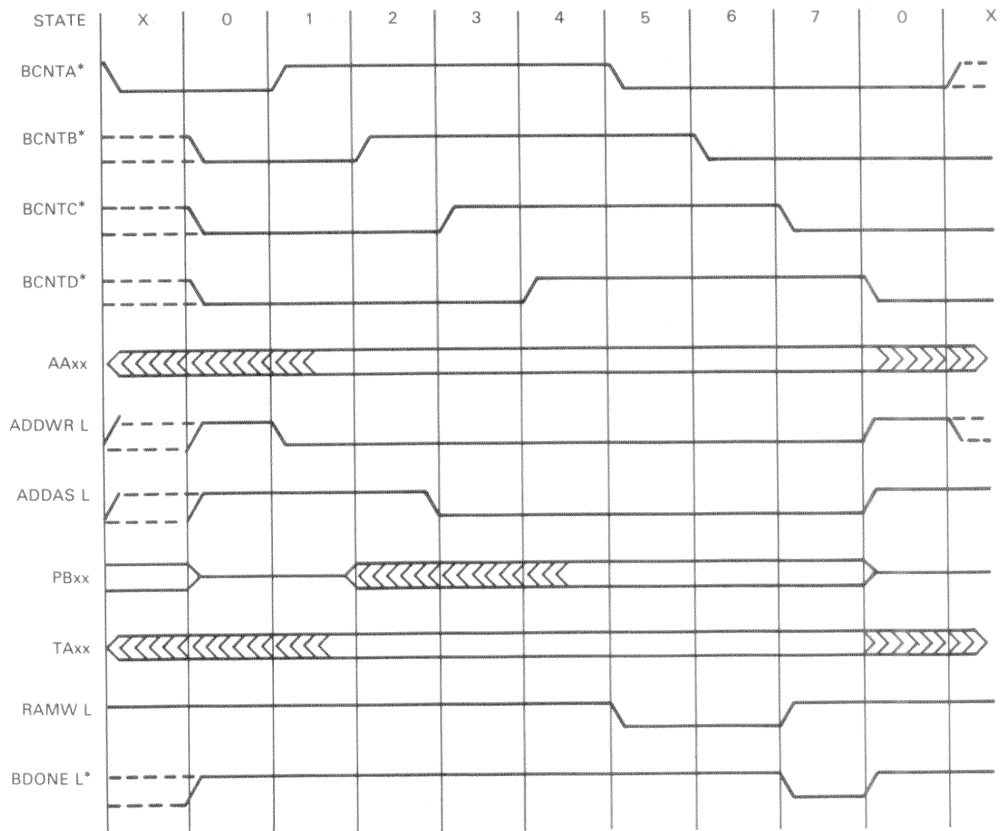 STATE X 0 1 2 3 4 5 6 7 0 X
BCNTA*
BCNTB*
BCNTC*
BCNTD*
AAxx
ADDWR L
ADDAS L
PBxx
TAxx
RAMW L
BDONE L*